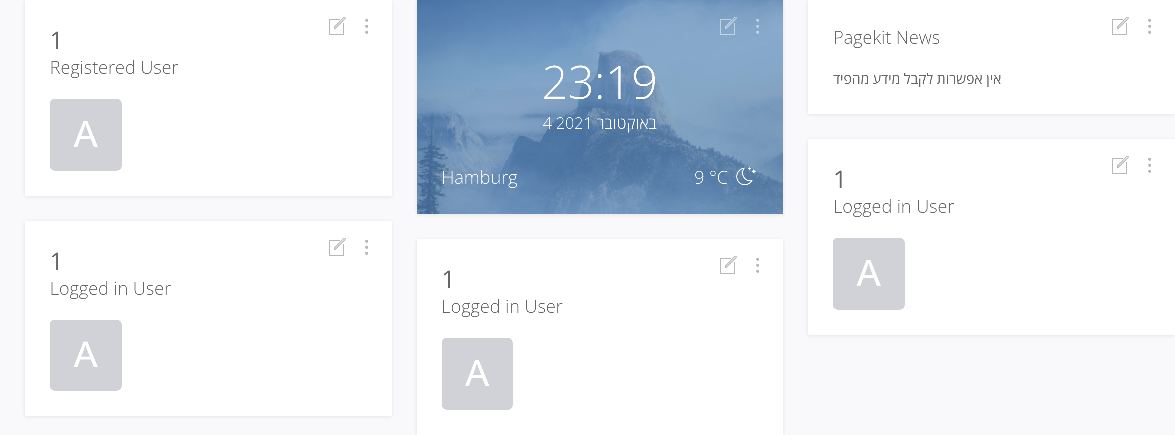 1
Registered User
A
1
Logged in User
A
23:19
4 באוקטובר 2021
Hamburg
9 °C
1
Logged in User
A
Pagekit News
אין אפשרות לקבל מידע מהפיד
1
Logged in User
A